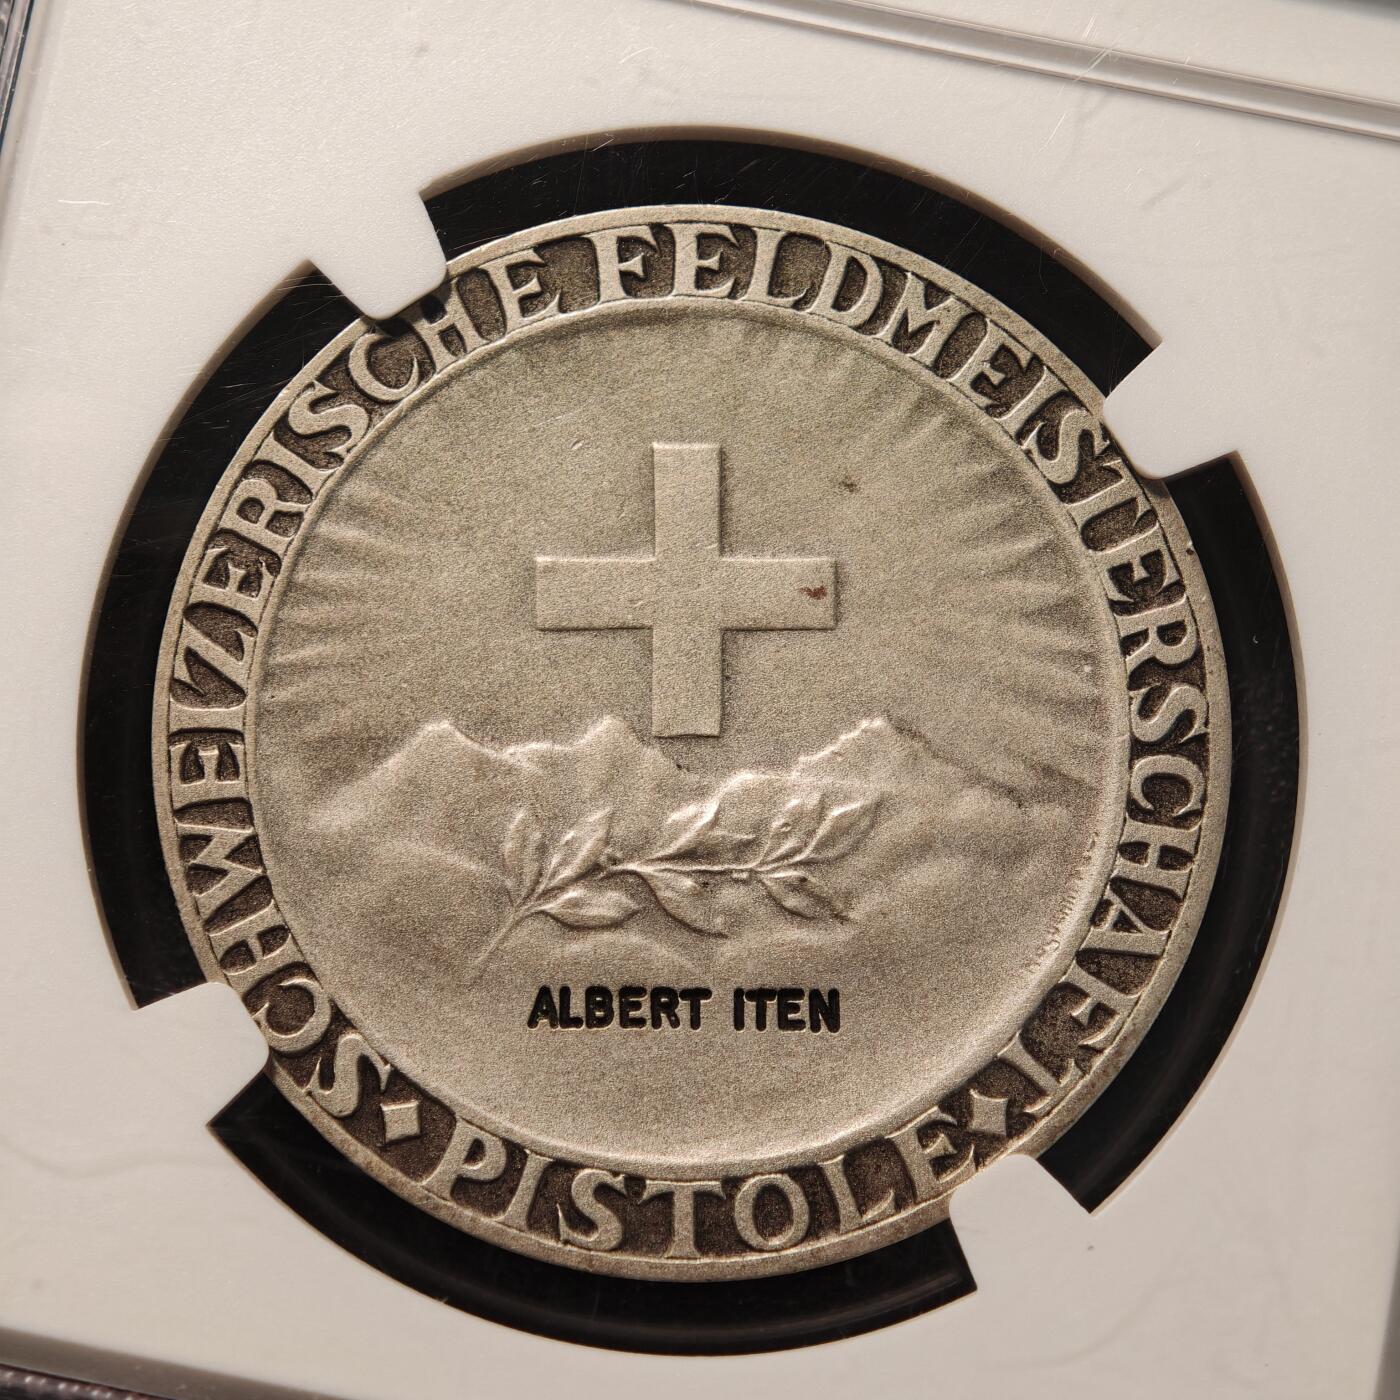 SCHWEIZERISCHE FELDMEISTERSCHAFT
PISTOLE
ALBERT ITEN